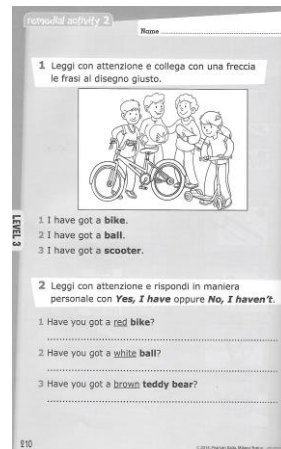 remedial activity 2
Name
1 Leggi con attenzione e collega con una freccia
le frasi al disegno giusto.
1 I have got a bike.
2 I have got a ball.
3 I have got a scooter.
LEVEL 3
2 Leggi con attenzione e rispondi in maniera
personale con Yes, I have oppure No, I haven't.
1 Have you got a red bike?
2 Have you got a white ball?
3 Have you got a brown teddy bear?
210